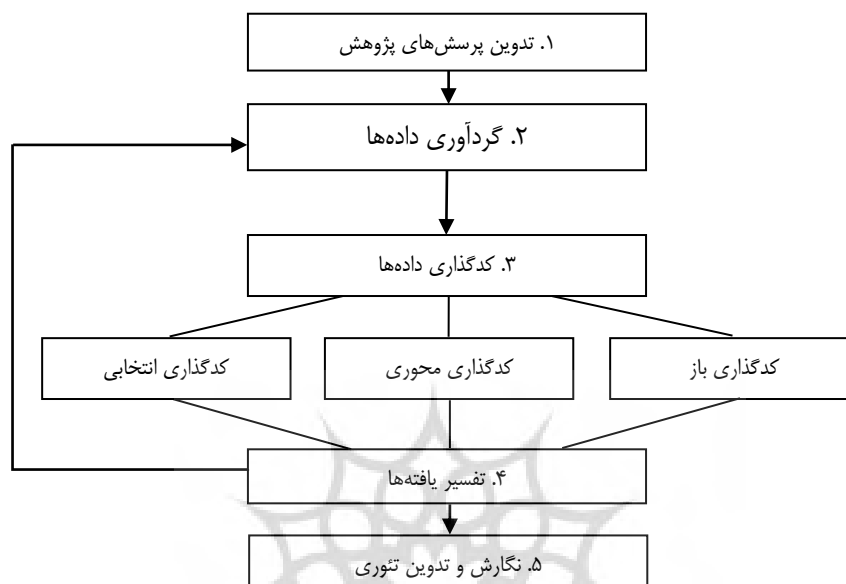 ۱. تدوین پرسش‌های پژوهش
۲. گردآوری داده‌ها
۳. کدگذاری داده‌ها
کدگذاری باز
کدگذاری محوری
کدگذاری انتخابی
۴. تفسیر یافته‌ها
۵. نگارش و تدوین تئوری